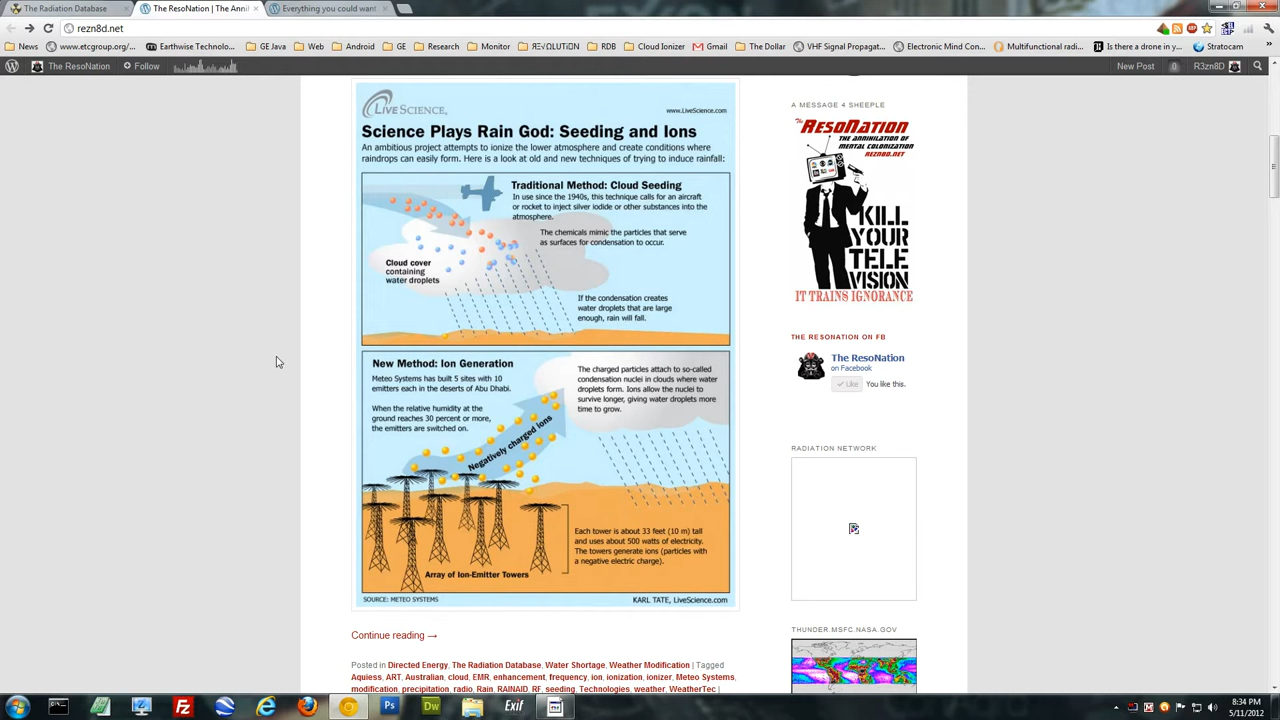 The Radiation Database
The ResoNation | The Anni
Everything you could want
rezn8d.net
News
www.etcgroup.org/...
Earthwise Technolo...
GE Java
Web
Android
GE
Research
Monitor
RDB
Cloud Ionizer
Gmail
The Dollar
VHF Signal Propagat...
Electronic Mind Con...
Multifunctional radi...
Is there a drone in y...
Stratocam
The ResoNation
Follow
New Post
0
R3zn8D
LIVESCIENCE
www.LiveScience.com
Science Plays Rain God: Seeding and Ions
An ambitious project attempts to ionize the lower atmosphere and create conditions where
raindrops can easily form. Here is a look at old and new techniques of trying to induce rainfall:
Traditional Method: Cloud Seeding
In use since the 1940s, this technique calls for an aircraft
or rocket to inject silver iodide or other substances into the
atmosphere.
The chemicals mimic the particles that serve
as surfaces for condensation to occur.
Cloud cover
containing
water droplets
If the condensation creates
water droplets that are large
enough, rain will fall.
New Method: Ion Generation
Meteo Systems has built 5 sites with 10
emitters each in the deserts of Abu Dhabi.
When the relative humidity at the
ground reaches 30 percent or more,
the emitters are switched on.
The charged particles attach to so-called
condensation nuclei in clouds where water
droplets form. Ions allow the nuclei to
survive longer, giving water droplets more
time to grow.
Negatively charged ions
Each tower is about 33 feet (10 m) tall
and uses about 500 watts of electricity.
The towers generate ions (particles with
a negative electric charge).
Array of Ion-Emitter Towers
SOURCE: METEO SYSTEMS
KARL TATE, LiveScience.com
Continue reading →
Posted in Directed Energy, The Radiation Database, Water Shortage, Weather Modification | Tagged
Aquiess, ART, Australian, cloud, EMR, enhancement, frequency, ion, ionization, ionizer, Meteo Systems,
modification, precipitation, radio, Rain, RAINAID, RF, seeding, Technologies, weather, WeatherTec |
A MESSAGE 4 SHEEPLE
The RESONATION
THE ANNIHILATION OF
MENTAL COLONIZATION
REZN8D.NET
KILL
YOUR
TELE
VISION
IT TRAINS IGNORANCE
THE RESONATION ON FB
The ResoNation
on Facebook
Like
You like this.
RADIATION NETWORK
THUNDER.MSFC.NASA.GOV
Ps
Dw
Exif
8:34 PM
5/11/2012